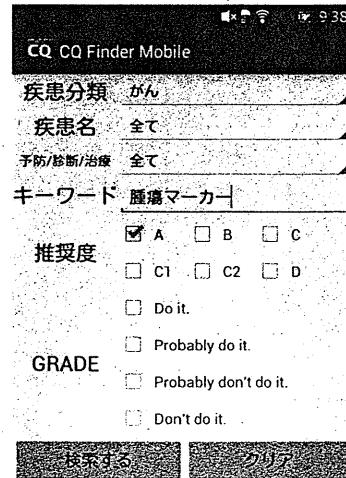 9:38
CQ CQ Finder Mobile
疾患分類 がん
疾患名 全て
予防/診断/治療 全て
キーワード 腫瘍マーカー
推奨度
A B C
C1 C2 D
GRADE
Do it.
Probably do it.
Probably don't do it.
Don't do it.
検索する クリア